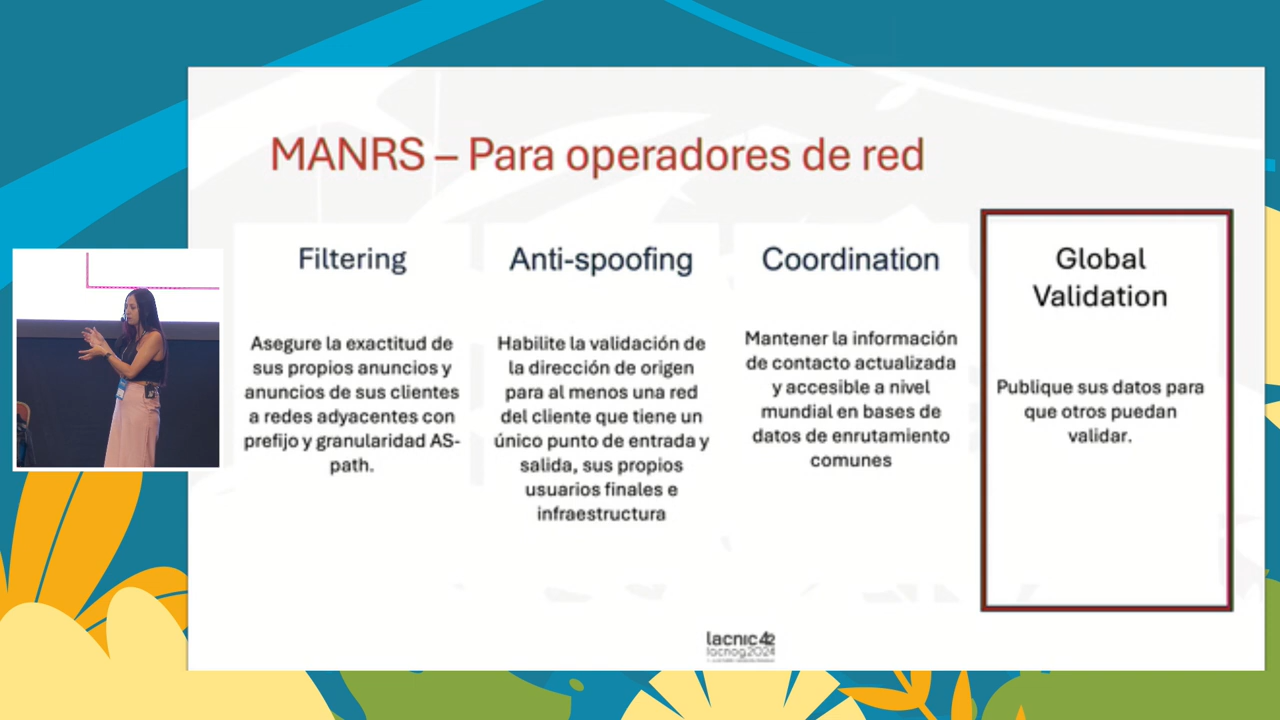 MANRS – Para operadores de red
Filtering
Asegure la exactitud de
sus propios anuncios y
anuncios de sus clientes
a redes adyacentes con
prefijo y granularidad AS-
path.
Anti-spoofing
Habilite la validación de
la dirección de origen
para al menos una red
del cliente que tiene un
único punto de entrada y
salida, sus propios
usuarios finales e
infraestructura
Coordination
Mantener la información
de contacto actualizada
y accesible a nivel
mundial en bases de
datos de enrutamiento
comunes
Global
Validation
Publique sus datos para
que otros puedan
validar.
lacnic42
lacnog2024